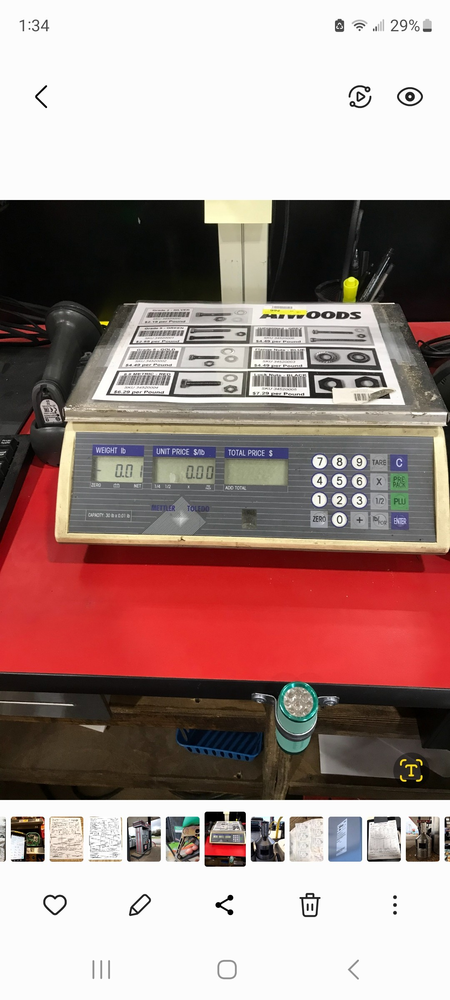 1:34
29%
99¢
ATWOODS
Grade 2 - SILVER
SKU 34520000
$2.19 per Pound
Grade 5 - GREEN
SKU 34520001
$2.89 per Pound
Galvanized - GREY
SKU 34520006
$4.49 per Pound
Grade 8 - GOLD
SKU 34520002
$4.49 per Pound
Flange Nuts - BLUE
SKU 34520003
$4.49 per Pound
8.8 METRIC - RED
SKU 34520004
$6.29 per Pound
Lock Nuts - BLACK
SKU 34520005
$7.29 per Pound
PrtSc
SysRq
CE
WEIGHT lb
UNIT PRICE $/lb
TOTAL PRICE $
- 0.01
0.00
ZERO
NET
1/4 1/2 X PRE PACK
ADD TOTAL
METTLER TOLEDO
CAPACITY: 30 lb x 0.01 lb
7 8 9 TARE C
4 5 6 X PRE PACK
1 2 3 1/2 PLU
ZERO 0 + lb/FOR ENTER
T